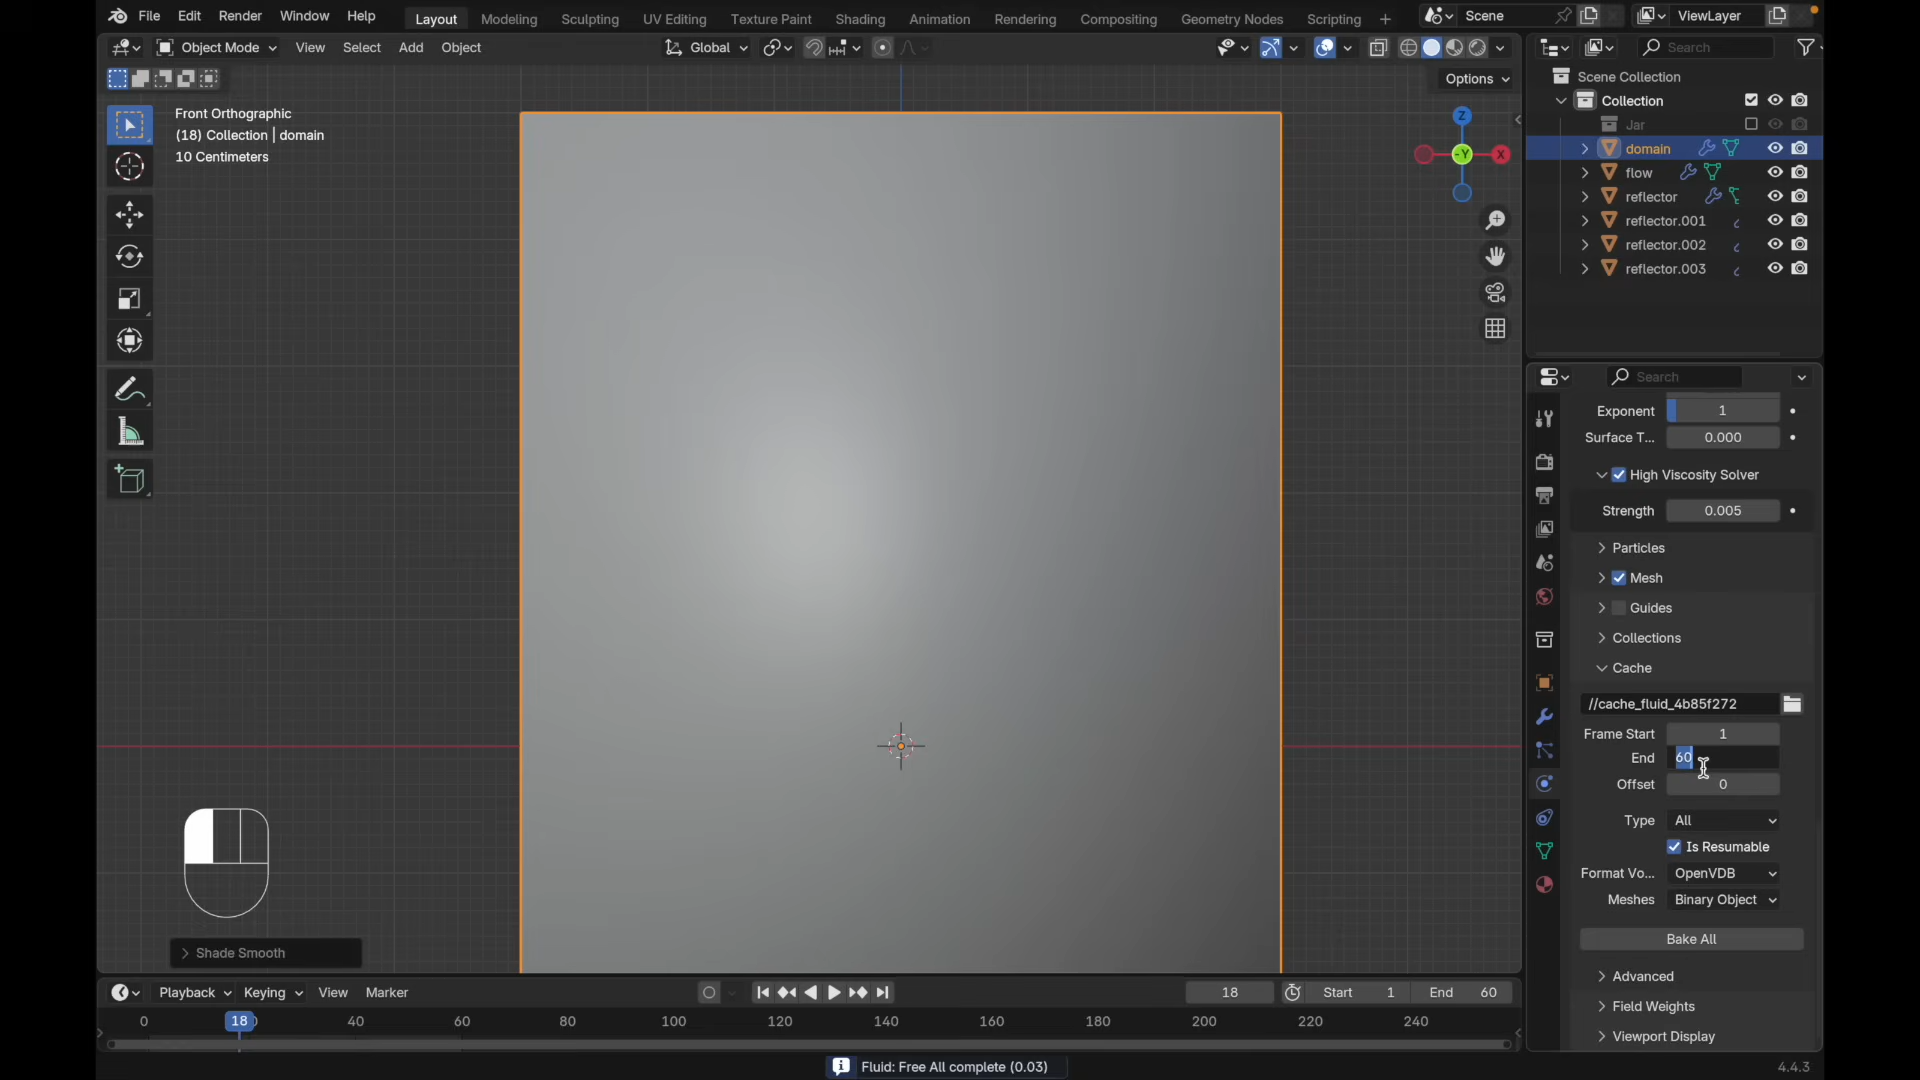 File Edit Render Window Help Layout Modeling Sculpting UV Editing Texture Paint Shading Animation Rendering Compositing Geometry Nodes Scripting + Scene ViewLayer
Object Mode View Select Add Object Global Search
Options
Front Orthographic
(18) Collection | domain
10 Centimeters
Z
-Y
X
Scene Collection
Collection
Jar
domain
flow
reflector
reflector.001
reflector.002
reflector.003
Search
Exponent 1
Surface T... 0.000
High Viscosity Solver
Strength 0.005
Particles
Mesh
Guides
Collections
Cache
//cache_fluid_4b85f272
Frame Start 1
End 60
Offset 0
Type All
Is Resumable
Format Vo... OpenVDB
Meshes Binary Object
Bake All
Advanced
Field Weights
Viewport Display
Shade Smooth
Playback Keying View Marker 18 Start 1 End 60
0 18 40 60 80 100 120 140 160 180 200 220 240
Fluid: Free All complete (0.03)
4.4.3